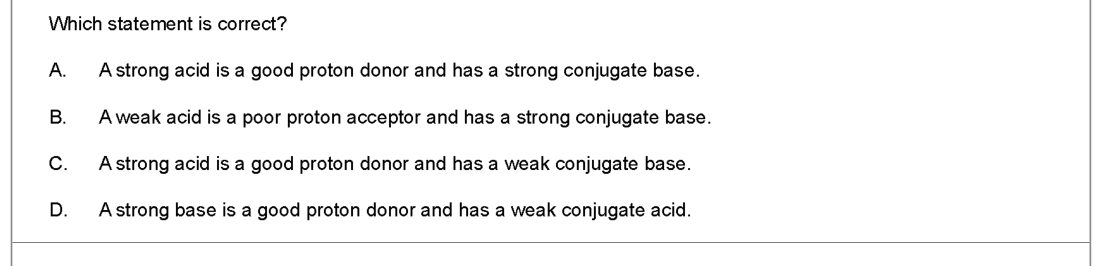 Which statement is correct?
A. A strong acid is a good proton donor and has a strong conjugate base.
B. A weak acid is a poor proton acceptor and has a strong conjugate base.
C. A strong acid is a good proton donor and has a weak conjugate base.
D. A strong base is a good proton donor and has a weak conjugate acid.